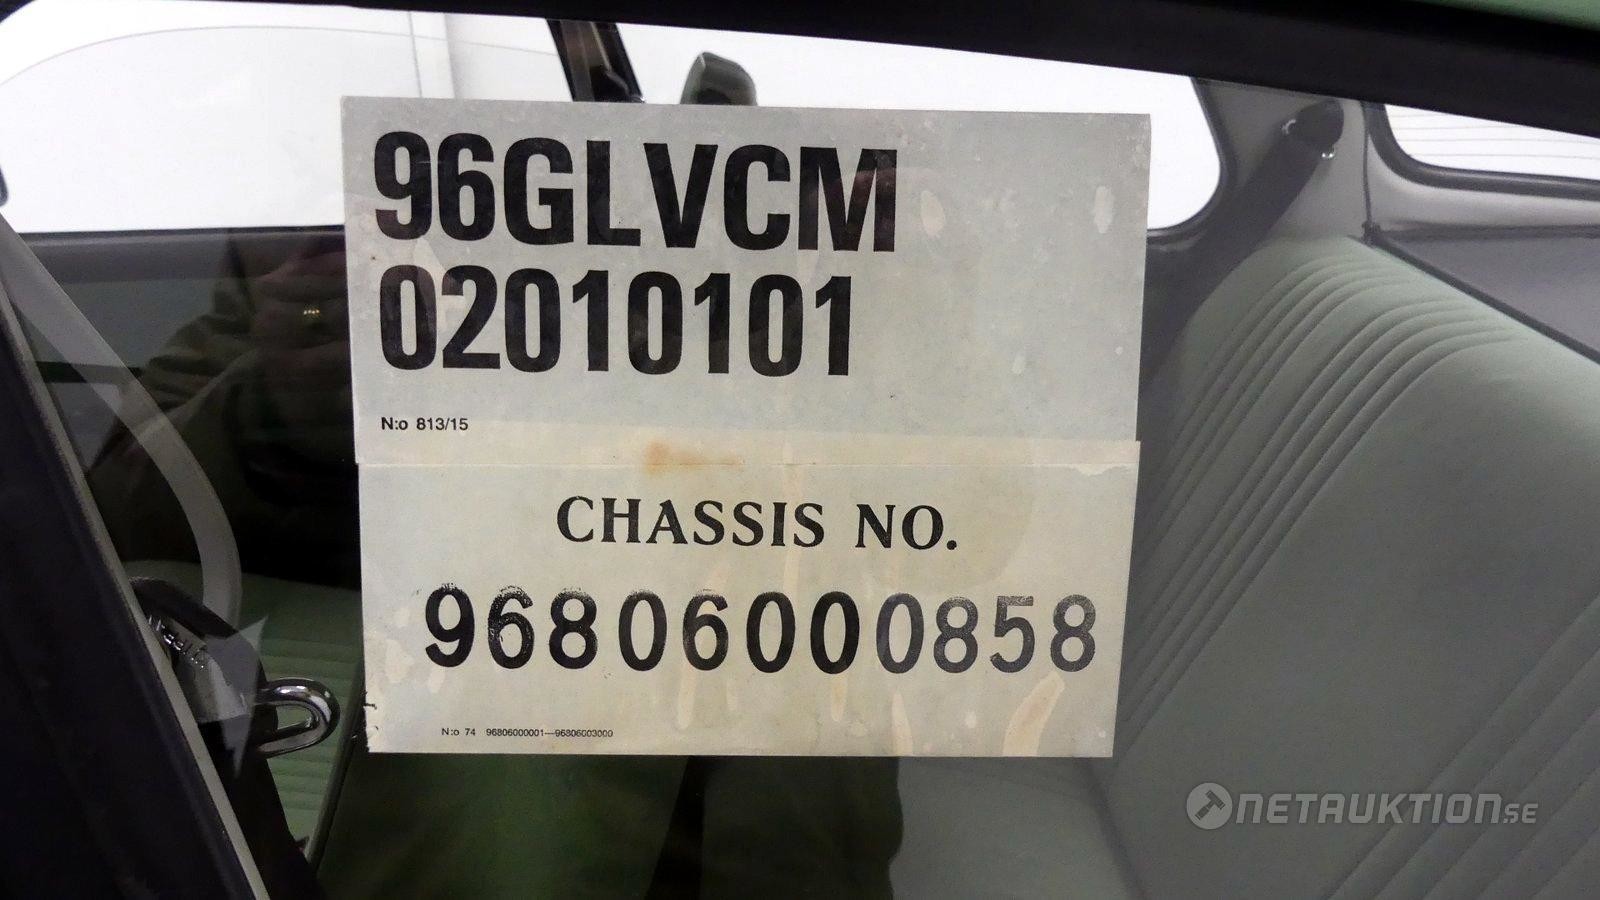 96GLVCM
02010101
N:o 813/15
CHASSIS NO.
96806000858
N:o 74 96806000001—96806003000
NETAUKTION.SE